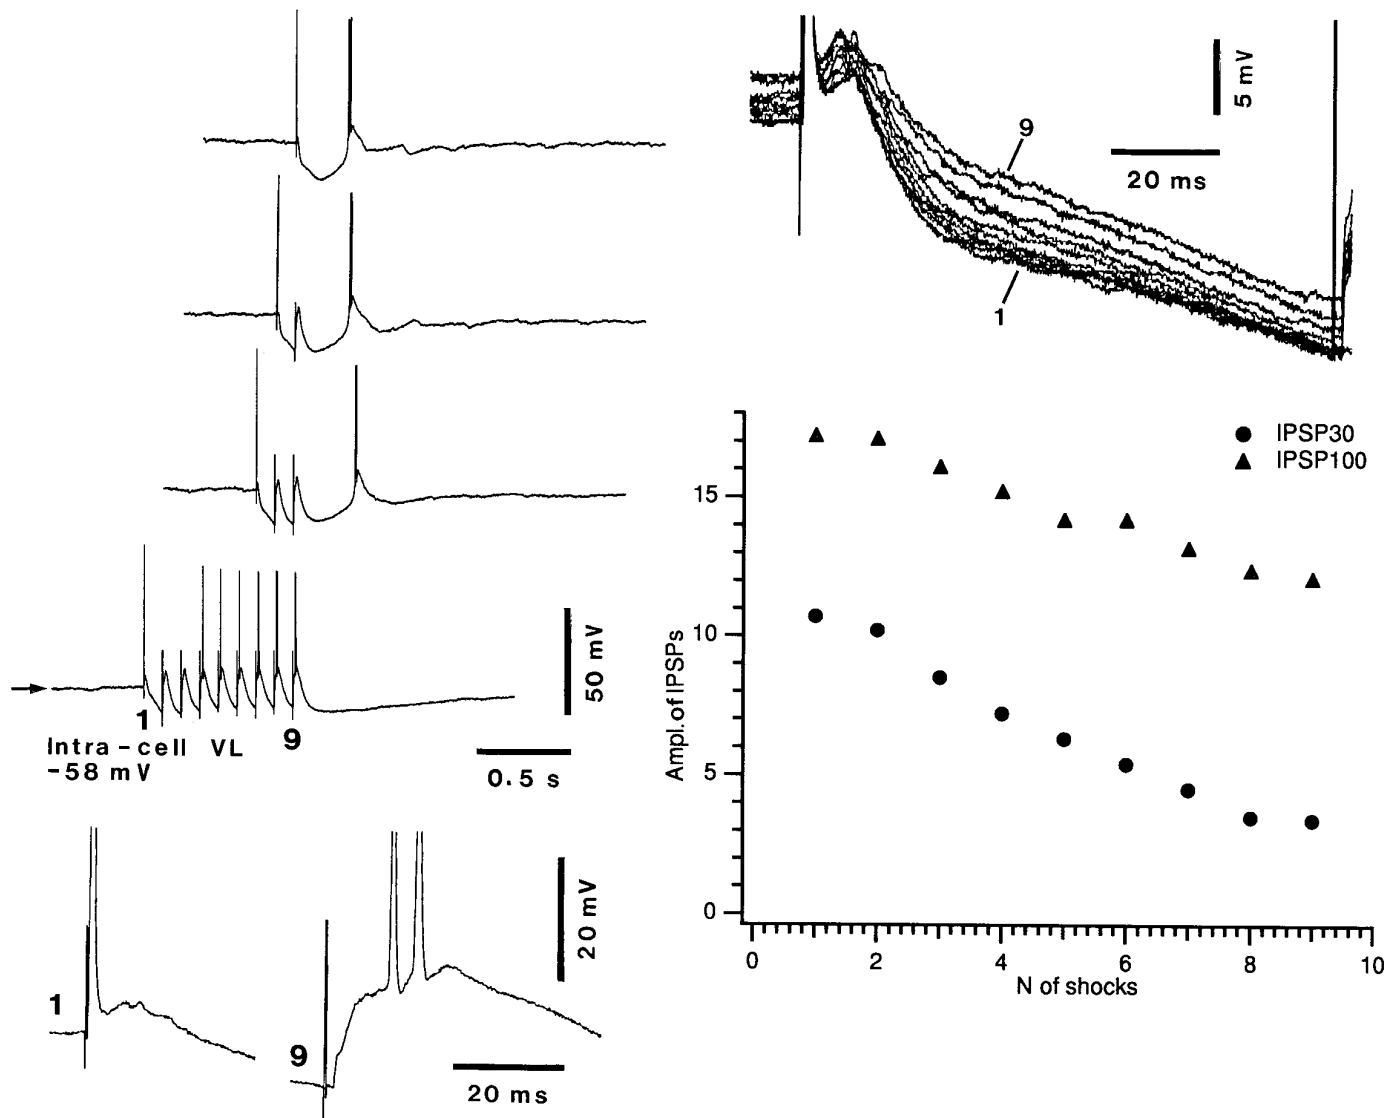 50 mV
1
9
Intra-cell VL
-58 mV
0.5 s
1
9
20 mV
20 ms
5 mV
9
20 ms
1
IPSP30
IPSP100
15
10
5
0
Ampl. of IPSPs
0 2 4 6 8 10
N of shocks